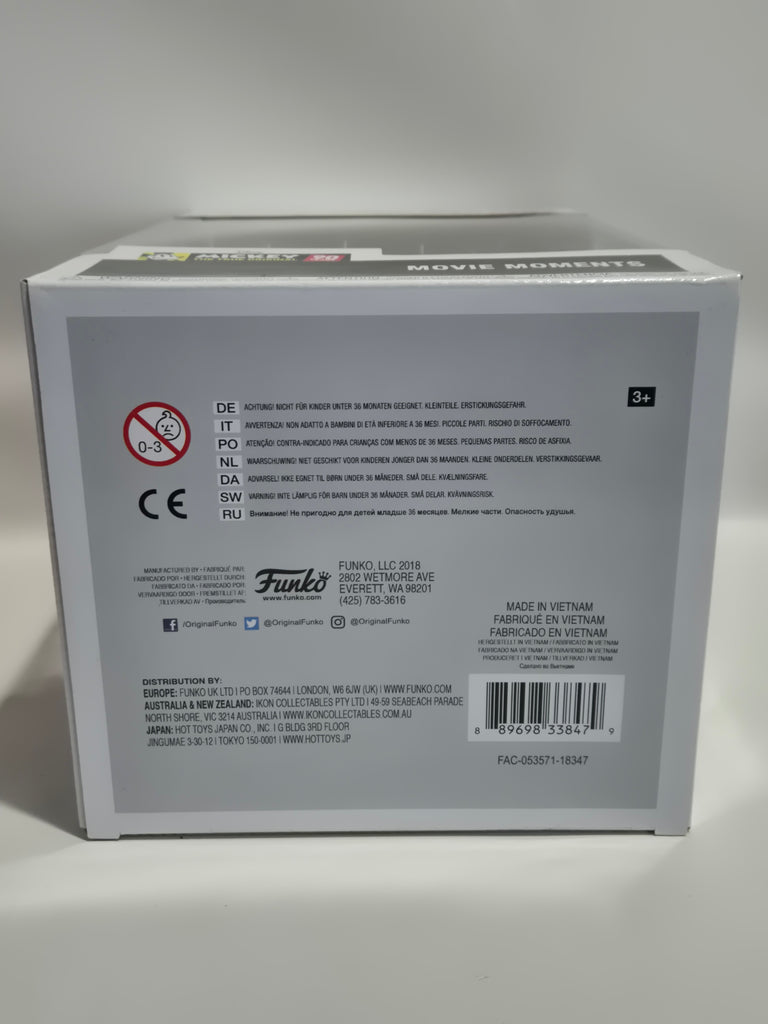 MICKEY
90
MOVIE MOMENTS
3+
0-3
DE ACHTUNG! NICHT FÜR KINDER UNTER 36 MONATEN GEEIGNET. KLEINTEILE. ERSTICKUNGSGEFAHR.
IT AVVERTENZA! NON ADATTO A BAMBINI DI ETÀ INFERIORE A 36 MESI. PICCOLE PARTI. RISCHIO DI SOFFOCAMENTO.
PO ATENÇÃO! CONTRA-INDICADO PARA CRIANÇAS COM MENOS DE 36 MESES. PEQUENAS PARTES. RISCO DE ASFIXIA.
NL WAARSCHUWING! NIET GESCHIKT VOOR KINDEREN JONGER DAN 36 MAANDEN. KLEINE ONDERDELEN. VERSTIKKINGSGEVAAR.
DA ADVARSEL! IKKE EGNET TIL BØRN UNDER 36 MÅNEDER. SMÅ DELE. KVÆLNINGSFARE.
SW VARNING! INTE LÄMPLIG FÖR BARN UNDER 36 MÅNADER. SMÅ DELAR. KVÄVNINGSRISK.
RU Внимание! Не пригодно для детей младше 36 месяцев. Мелкие части. Опасность удушья.
CE
MANUFACTURED BY • FABRIQUÉ PAR:
FABRICADO POR • HERGESTELLT DURCH:
FABBRICATO DA • FABRICADO POR:
VERVAARDIGD DOOR • FREMSTILLET AF:
TILLVERKAD AV • Производитель
Funko
www.funko.com
FUNKO, LLC 2018
2802 WETMORE AVE
EVERETT, WA 98201
(425) 783-3616
/OriginalFunko @OriginalFunko @OriginalFunko
MADE IN VIETNAM
FABRIQUÉ EN VIETNAM
FABRICADO EN VIETNAM
HERGESTELLT IN VIETNAM / FABBRICATO IN VIETNAM
FABRICADO NA VIETNAM / VERVAARDIGD IN VIETNAM
PRODUCERET I VIETNAM / TILLVERKAD I VIETNAM
Сделано во Вьетнаме
DISTRIBUTION BY:
EUROPE: FUNKO UK LTD | PO BOX 74644 | LONDON, W6 6JW (UK) | WWW.FUNKO.COM
AUSTRALIA & NEW ZEALAND: IKON COLLECTABLES PTY LTD | 49-59 SEABEACH PARADE
NORTH SHORE, VIC 3214 AUSTRALIA | WWW.IKONCOLLECTABLES.COM.AU
JAPAN: HOT TOYS JAPAN CO., INC. | G BLDG 3RD FLOOR
JINGUMAE 3-30-12 | TOKYO 150-0001 | WWW.HOTTOYS.JP
8 89698 33847 9
FAC-053571-18347